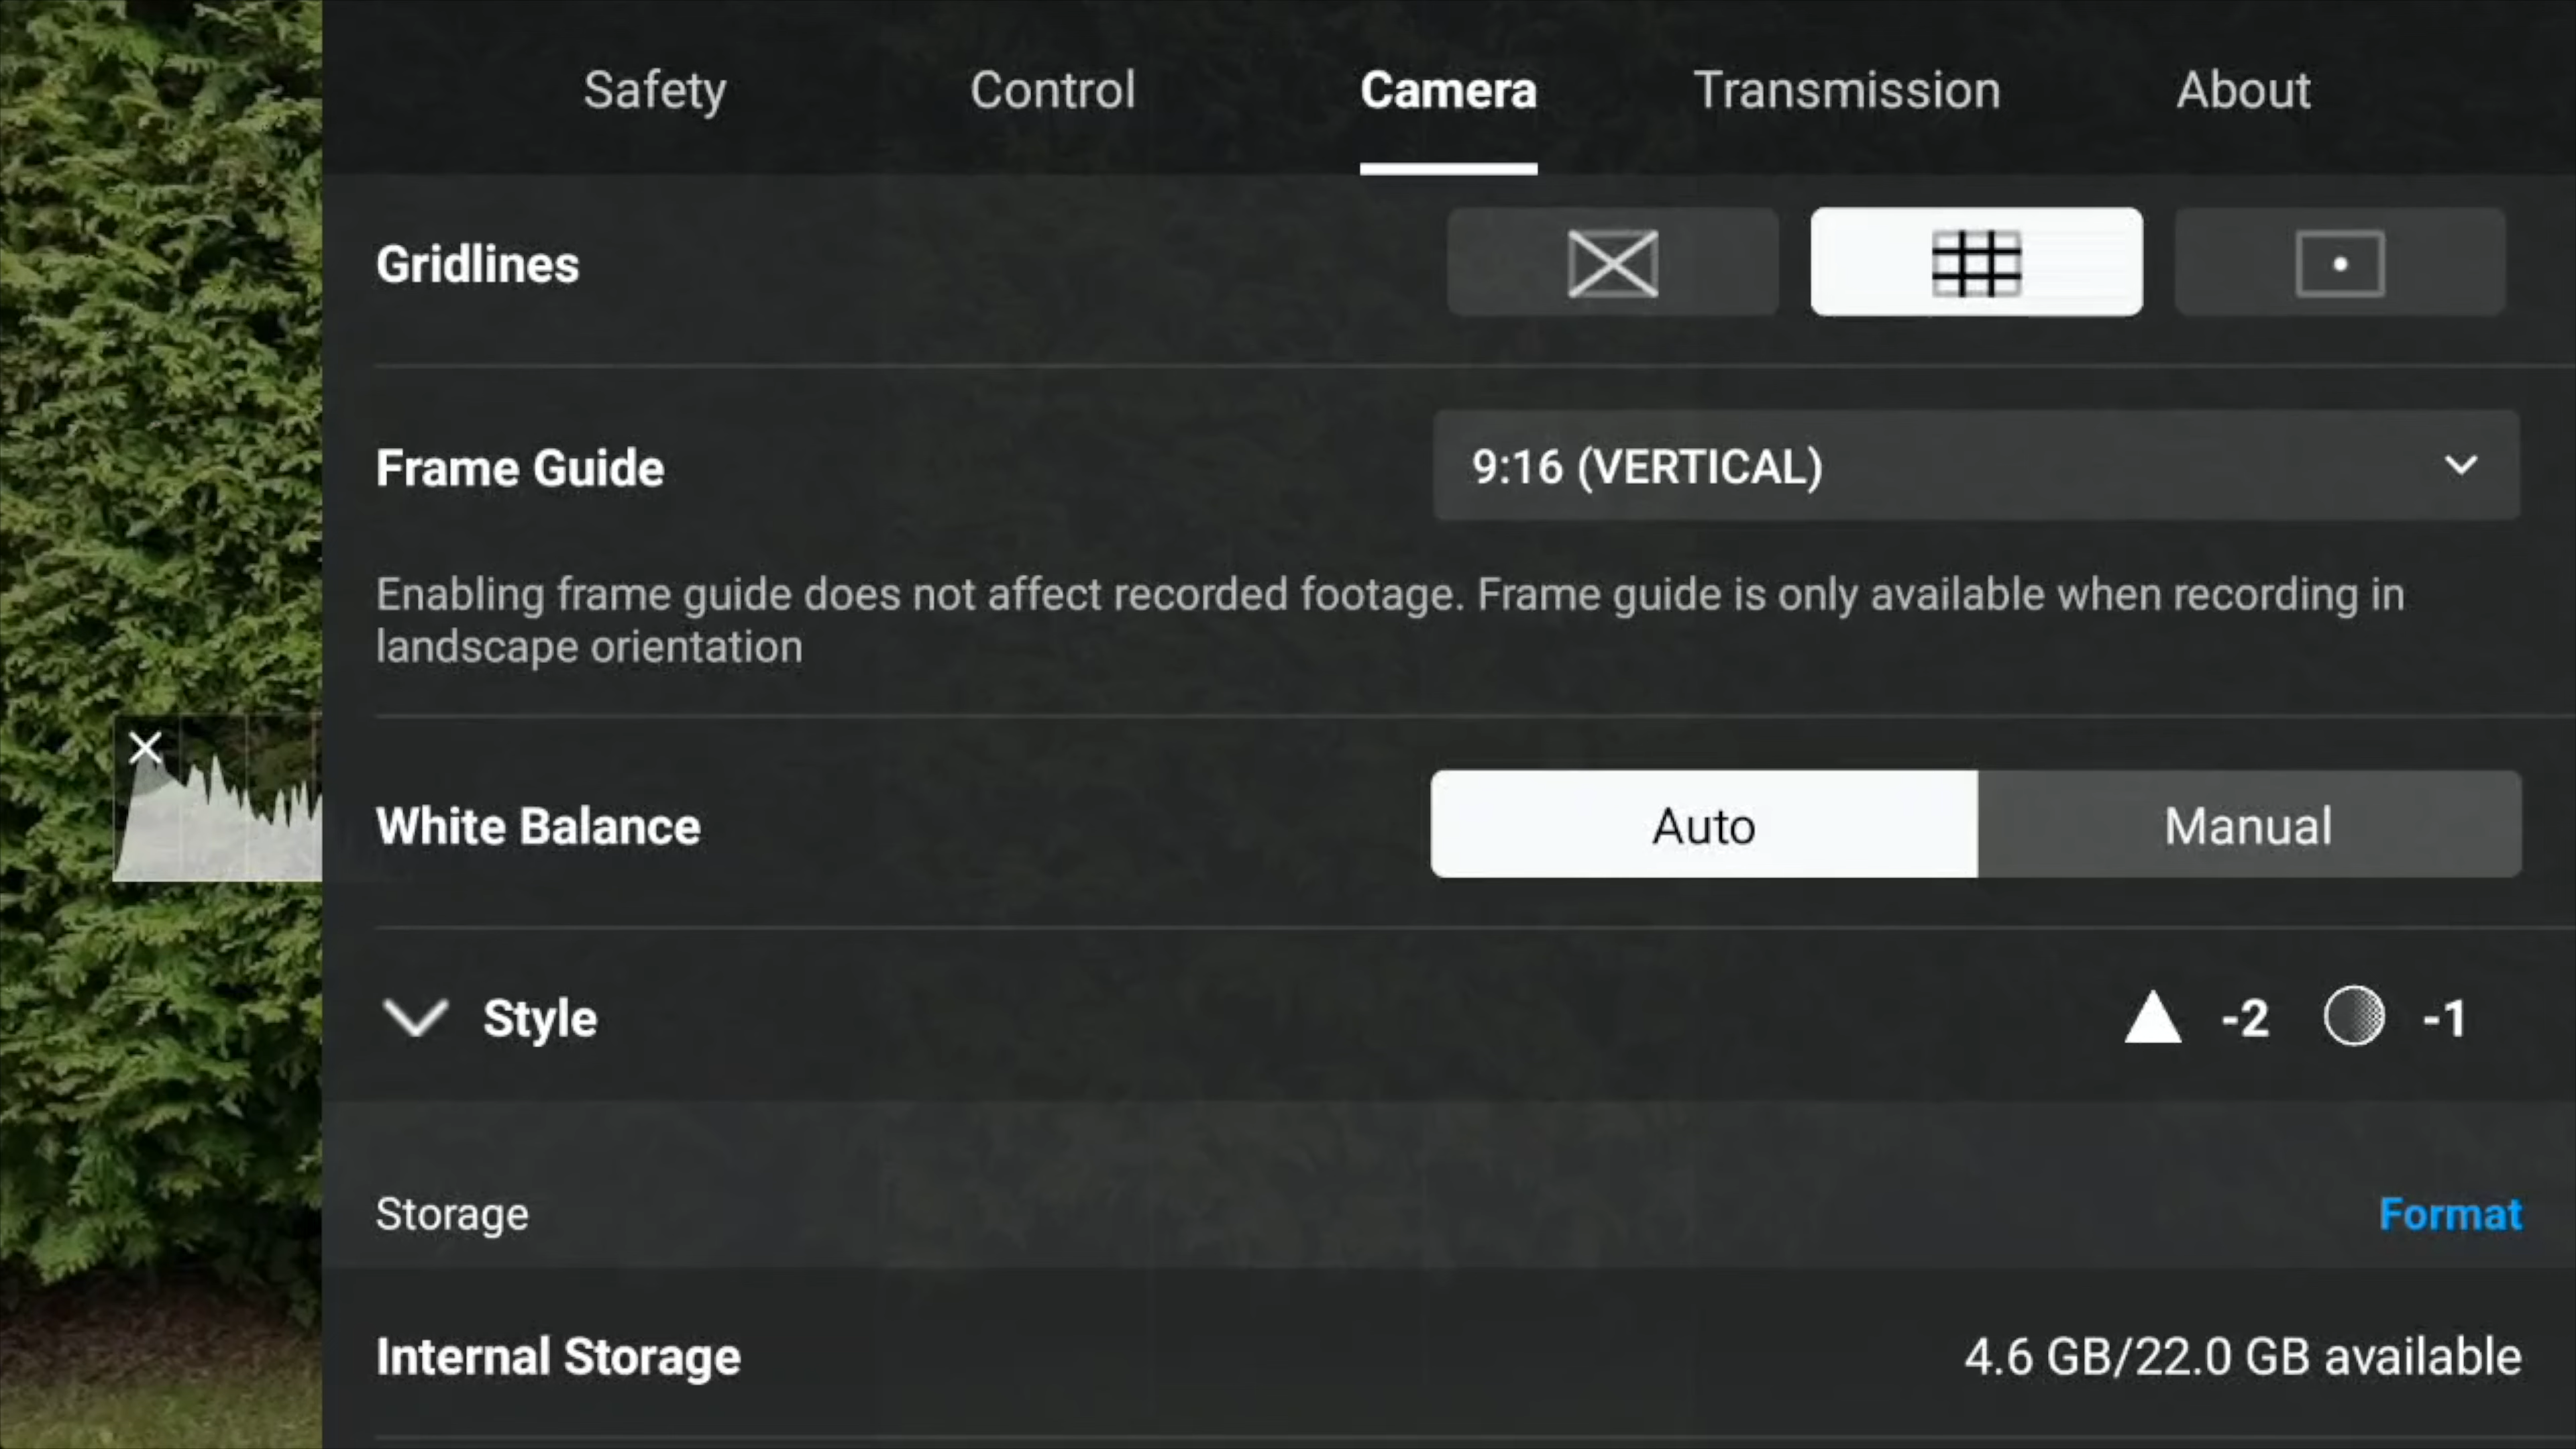 Safety Control Camera Transmission About
Gridlines
Frame Guide 9:16 (VERTICAL)
Enabling frame guide does not affect recorded footage. Frame guide is only available when recording in
landscape orientation
White Balance Auto Manual
Style -2 -1
Storage Format
Internal Storage 4.6 GB/22.0 GB available